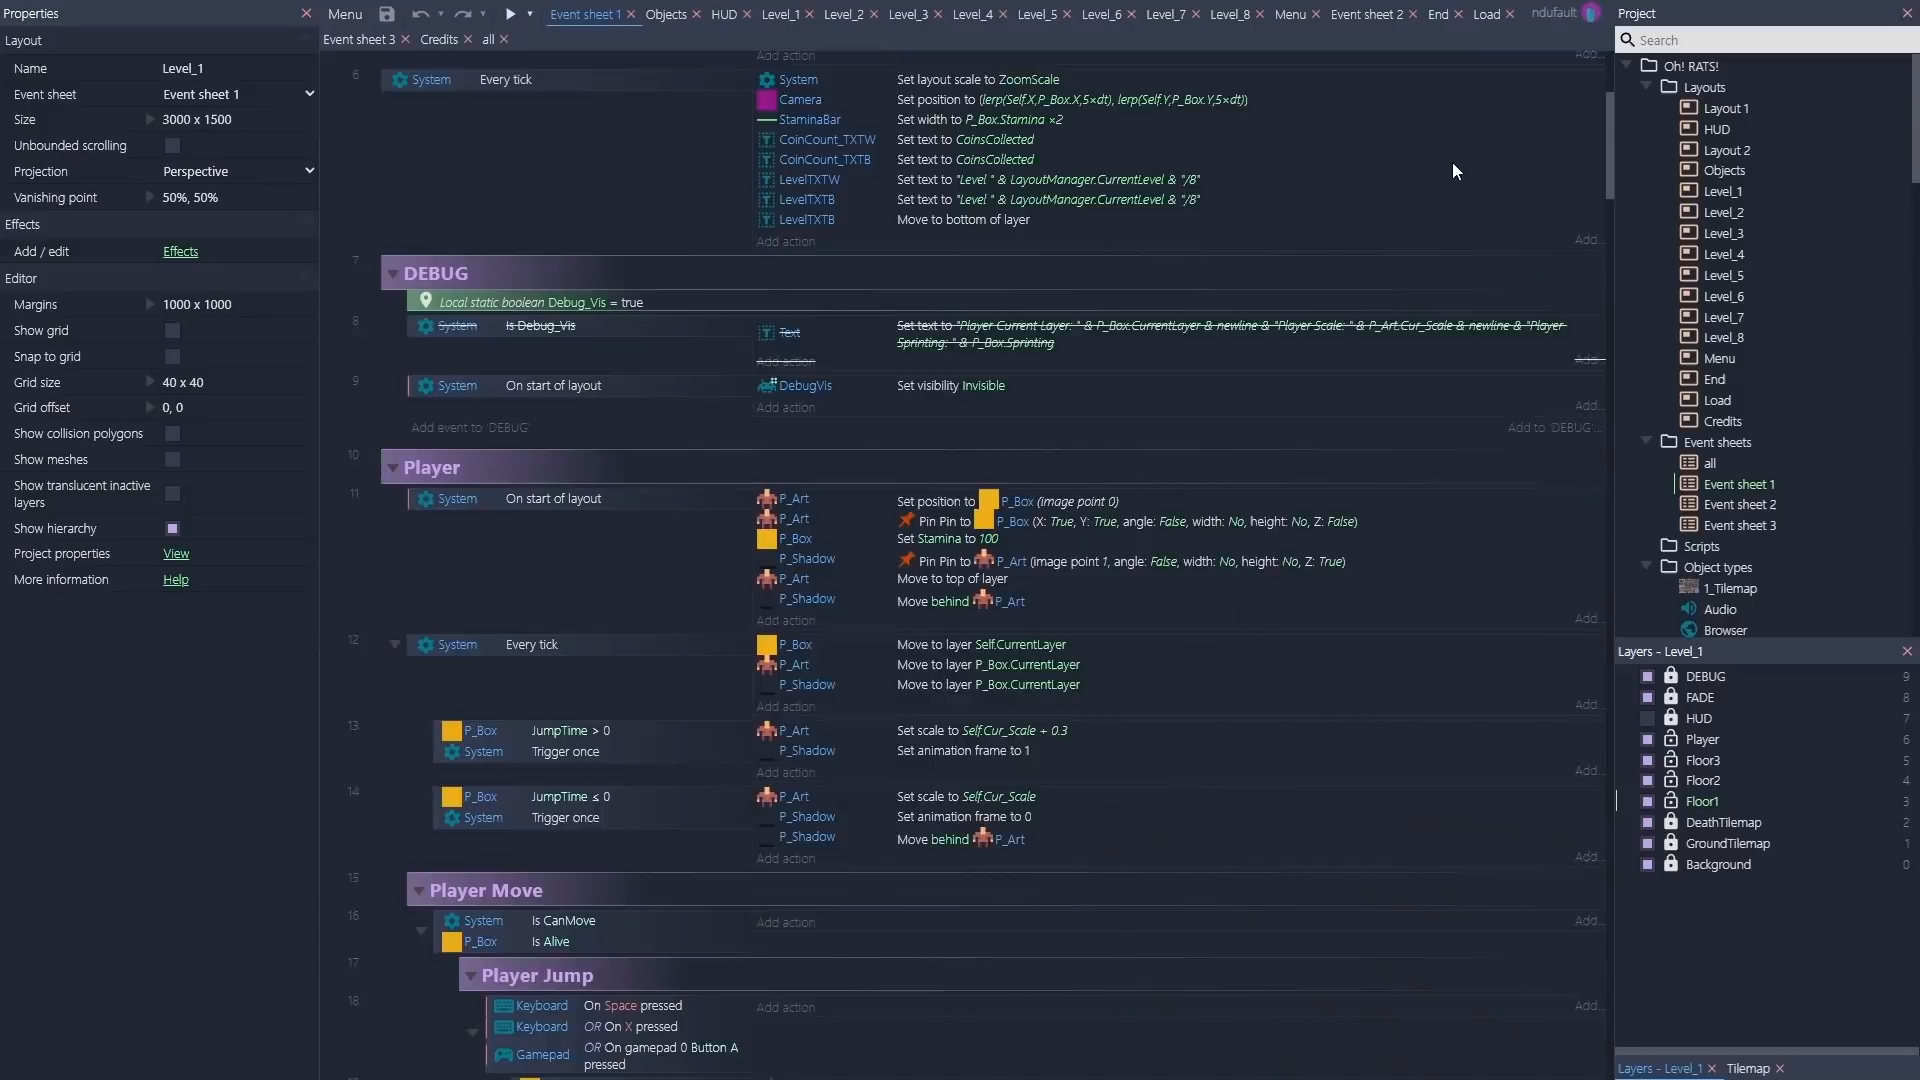 Properties
Layout
Name Level_1
Event sheet Event sheet 1
Size 3000 x 1500
Unbounded scrolling
Projection Perspective
Vanishing point 50%, 50%
Effects
Add / edit Effects
Editor
Margins 1000 x 1000
Show grid
Snap to grid
Grid size 40 x 40
Grid offset 0, 0
Show collision polygons
Show meshes
Show translucent inactive
layers
Show hierarchy
Project properties View
More information Help
Menu Event sheet 1 Objects HUD Level_1 Level_2 Level_3 Level_4 Level_5 Level_6 Level_7 Level_8 Menu Event sheet 2 End Load ndufault
Event sheet 3 Credits all
Add action Add...
6 System Every tick
System Set layout scale to ZoomScale
Camera Set position to (lerp(Self.X,P_Box.X,5×dt), lerp(Self.Y,P_Box.Y,5×dt))
StaminaBar Set width to P_Box.Stamina ×2
CoinCount_TXTW Set text to CoinsCollected
CoinCount_TXTB Set text to CoinsCollected
LevelTXTW Set text to "Level " & LayoutManager.CurrentLevel & "/8"
LevelTXTB Set text to "Level " & LayoutManager.CurrentLevel & "/8"
LevelTXTB Move to bottom of layer
Add action Add...
7 DEBUG
Local static boolean Debug_Vis = true
8 System Is Debug_Vis
Text Set text to "Player Current Layer: " & P_Box.CurrentLayer & newline & "Player Scale: " & P_Art.Cur_Scale & newline & "Player
Sprinting: " & P_Box.Sprinting
Add action Add...
9 System On start of layout DebugVis Set visibility Invisible
Add action Add...
Add event to 'DEBUG' Add to 'DEBUG'...
10 Player
11 System On start of layout
P_Art Set position to P_Box (image point 0)
P_Art Pin Pin to P_Box (X: True, Y: True, angle: False, width: No, height: No, Z: False)
P_Box Set Stamina to 100
P_Shadow Pin Pin to P_Art (image point 1, angle: False, width: No, height: No, Z: True)
P_Art Move to top of layer
P_Shadow Move behind P_Art
Add action Add...
12 System Every tick
P_Box Move to layer Self.CurrentLayer
P_Art Move to layer P_Box.CurrentLayer
P_Shadow Move to layer P_Box.CurrentLayer
Add action Add...
13 P_Box JumpTime > 0 P_Art Set scale to Self.Cur_Scale + 0.3
System Trigger once P_Shadow Set animation frame to 1
Add action Add...
14 P_Box JumpTime ≤ 0 P_Art Set scale to Self.Cur_Scale
System Trigger once P_Shadow Set animation frame to 0
P_Shadow Move behind P_Art
Add action Add...
15 Player Move
16 System Is CanMove Add action Add...
P_Box Is Alive
17 Player Jump
18 Keyboard On Space pressed Add action Add...
Keyboard OR On X pressed
Gamepad OR On gamepad 0 Button A
pressed
Project
Search
Oh! RATS!
Layouts
Layout 1
HUD
Layout 2
Objects
Level_1
Level_2
Level_3
Level_4
Level_5
Level_6
Level_7
Level_8
Menu
End
Load
Credits
Event sheets
all
Event sheet 1
Event sheet 2
Event sheet 3
Scripts
Object types
1_Tilemap
Audio
Browser
Layers - Level_1
DEBUG 9
FADE 8
HUD 7
Player 6
Floor3 5
Floor2 4
Floor1 3
DeathTilemap 2
GroundTilemap 1
Background 0
Layers - Level_1 Tilemap